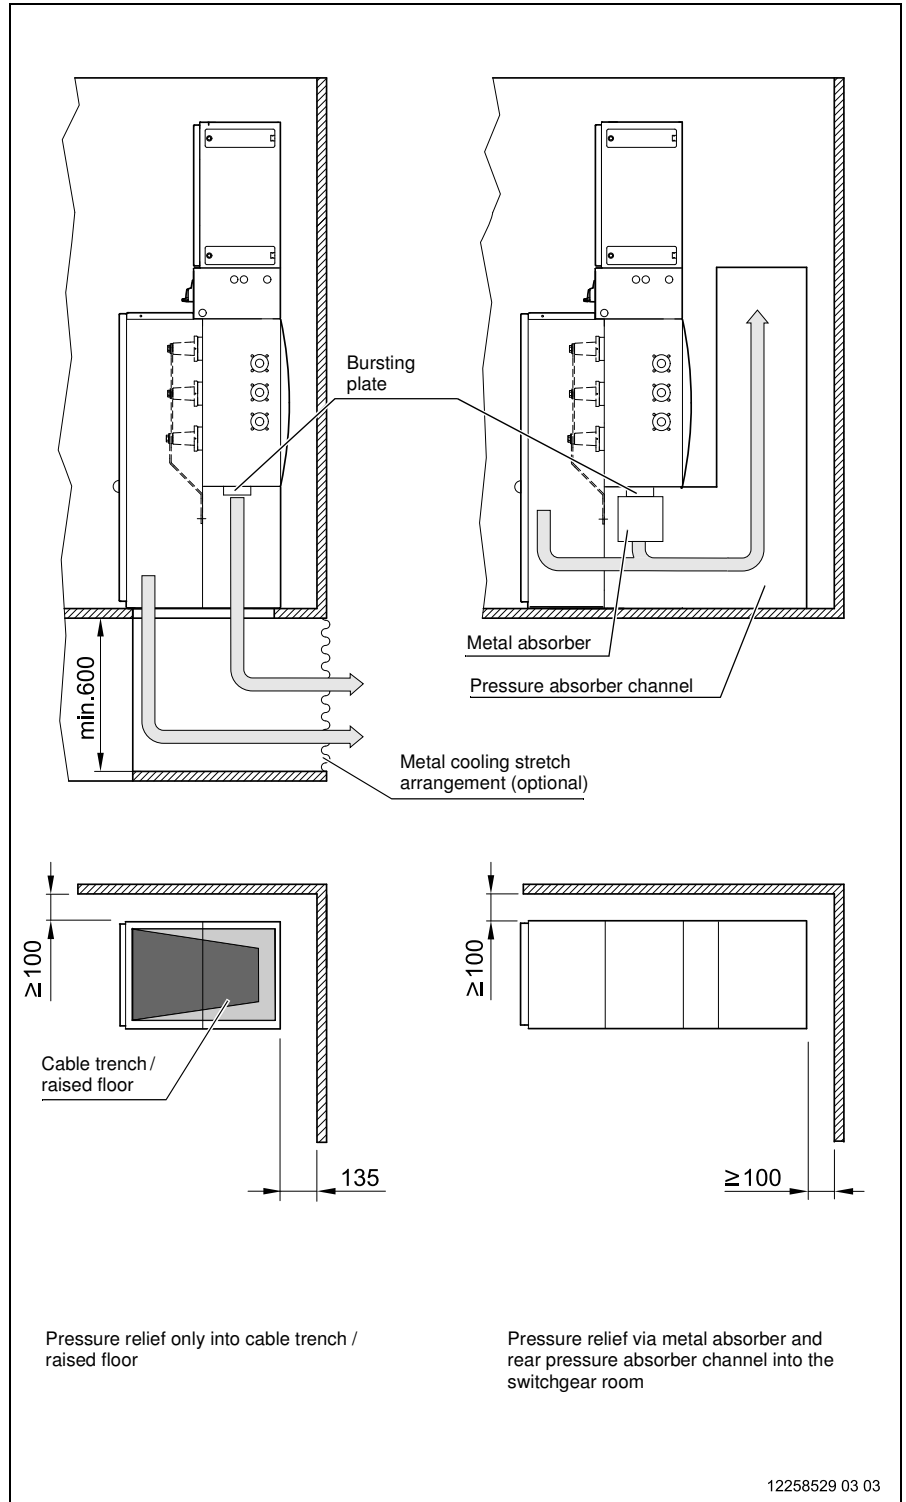 Bursting
plate
Metal absorber
Pressure absorber channel
min.600
Metal cooling stretch
arrangement (optional)
≥100
≥100
Cable trench /
raised floor
135
≥100
Pressure relief only into cable trench /
raised floor
Pressure relief via metal absorber and
rear pressure absorber channel into the
switchgear room
12258529 03 03